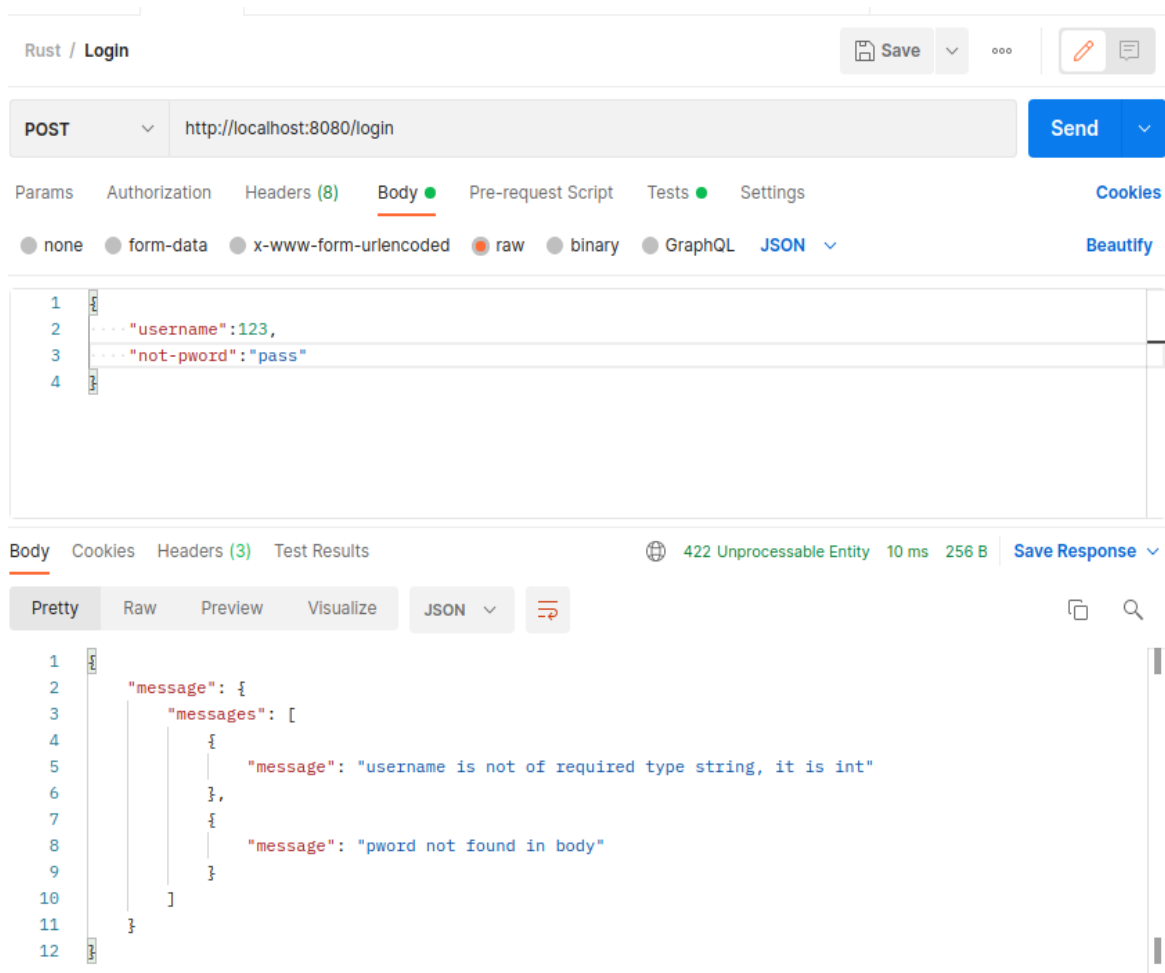 Rust / Login
Save
POST http://localhost:8080/login Send
Params Authorization Headers (8) Body Pre-request Script Tests Settings Cookies
none form-data x-www-form-urlencoded raw binary GraphQL JSON Beautify
1 {
2 "username":123,
3 "not-pword":"pass"
4 }
Body Cookies Headers (3) Test Results 422 Unprocessable Entity 10 ms 256 B Save Response
Pretty Raw Preview Visualize JSON
1 {
2 "message": {
3 "messages": [
4 {
5 "message": "username is not of required type string, it is int"
6 },
7 {
8 "message": "pword not found in body"
9 }
10 ]
11 }
12 }